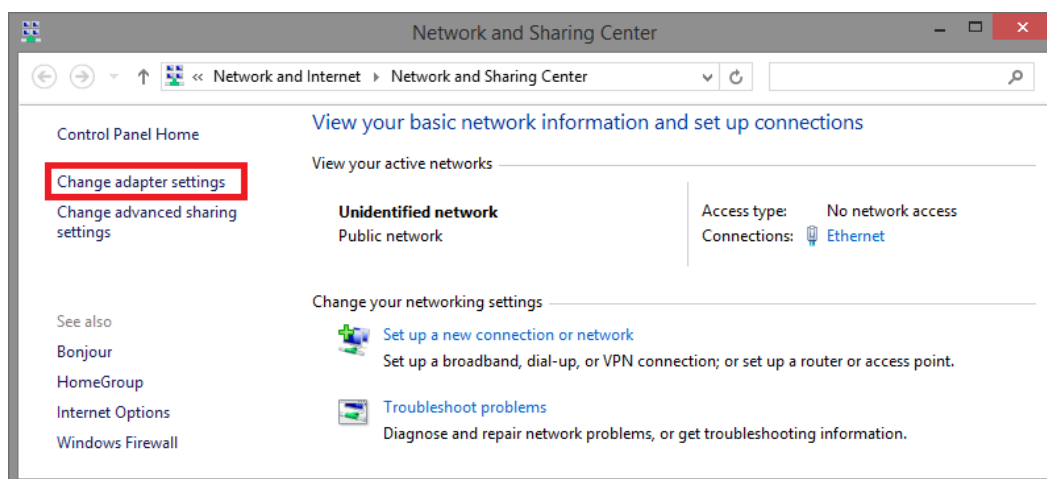 Network and Sharing Center
« Network and Internet ▸ Network and Sharing Center
Control Panel Home
Change adapter settings
Change advanced sharing
settings
See also
Bonjour
HomeGroup
Internet Options
Windows Firewall
View your basic network information and set up connections
View your active networks
Unidentified network
Public network
Access type: No network access
Connections: Ethernet
Change your networking settings
Set up a new connection or network
Set up a broadband, dial-up, or VPN connection; or set up a router or access point.
Troubleshoot problems
Diagnose and repair network problems, or get troubleshooting information.